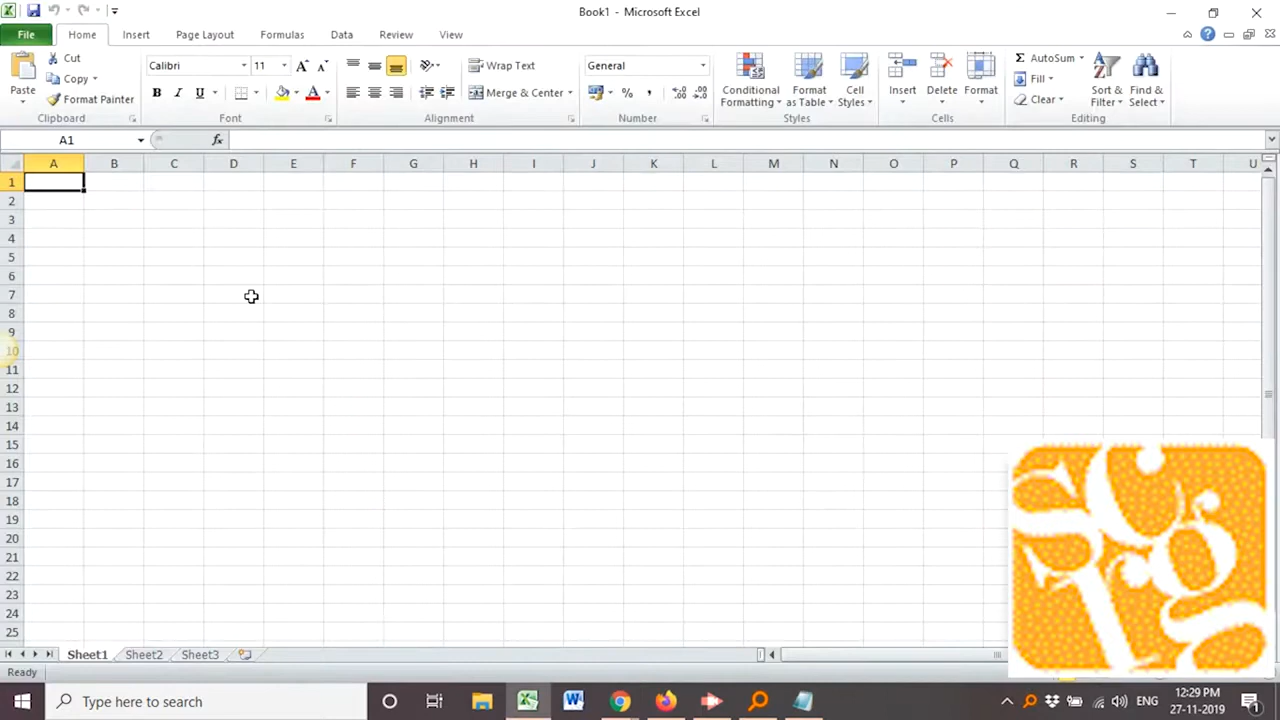 Book1 - Microsoft Excel
File Home Insert Page Layout Formulas Data Review View
Cut
Copy
Format Painter
Paste
Clipboard
Calibri 11
B I U
Font
Wrap Text
Merge & Center
Alignment
General
% ,
Number
Conditional Formatting
Format as Table
Cell Styles
Styles
Insert Delete Format
Cells
Σ AutoSum
Fill
Clear
Sort & Filter
Find & Select
Editing
A1 fx
A B C D E F G H I J K L M N O P Q R S T U
1
2
3
4
5
6
7
8
9
10
11
12
13
14
15
16
17
18
19
20
21
22
23
24
25
Sheet1 Sheet2 Sheet3
Ready
Type here to search
ENG
12:29 PM
27-11-2019
1